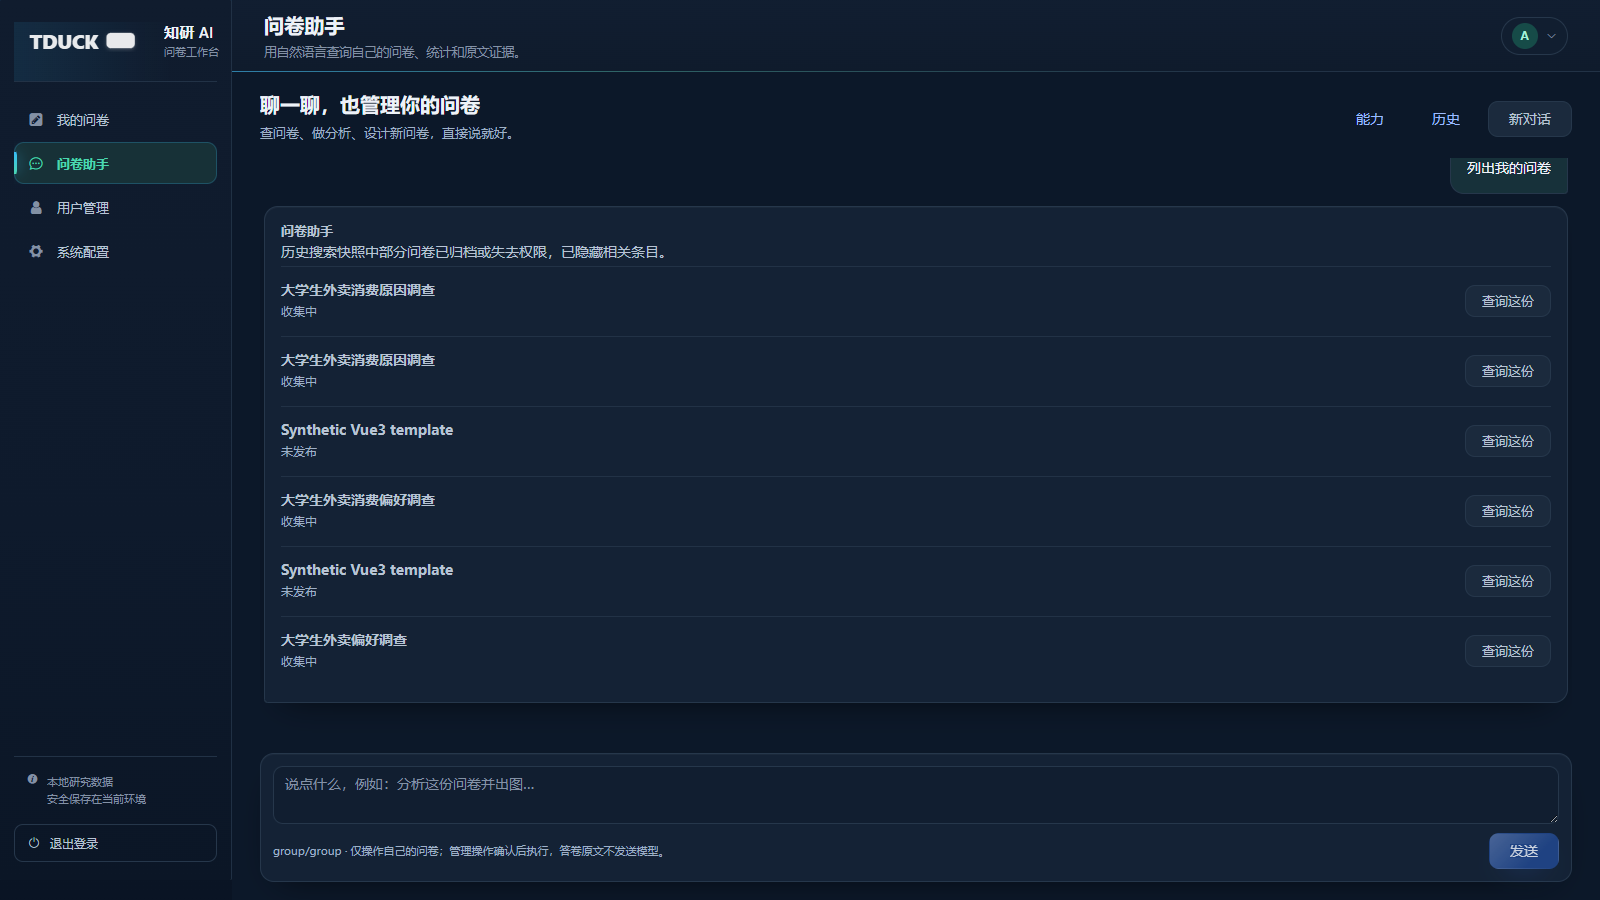 TDUCK
知研 AI
问卷工作台
我的问卷
问卷助手
用户管理
系统配置
本地研究数据
安全保存在当前环境
退出登录
问卷助手
用自然语言查询自己的问卷、统计和原文证据。
A
聊一聊，也管理你的问卷
查问卷、做分析、设计新问卷，直接说就好。
能力
历史
新对话
列出我的问卷
问卷助手
历史搜索快照中部分问卷已归档或失去权限，已隐藏相关条目。
大学生外卖消费原因调查
收集中
查询这份
大学生外卖消费原因调查
收集中
查询这份
Synthetic Vue3 template
未发布
查询这份
大学生外卖消费偏好调查
收集中
查询这份
Synthetic Vue3 template
未发布
查询这份
大学生外卖偏好调查
收集中
查询这份
说点什么，例如：分析这份问卷并出图...
group/group · 仅操作自己的问卷；管理操作确认后执行，答卷原文不发送模型。
发送